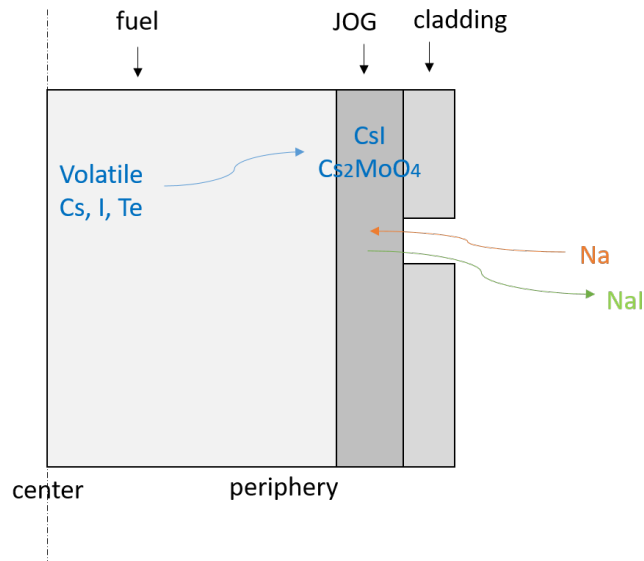 fuel
JOG
cladding
CsI
Cs2MoO4
Volatile
Cs, I, Te
Na
NaI
center
periphery